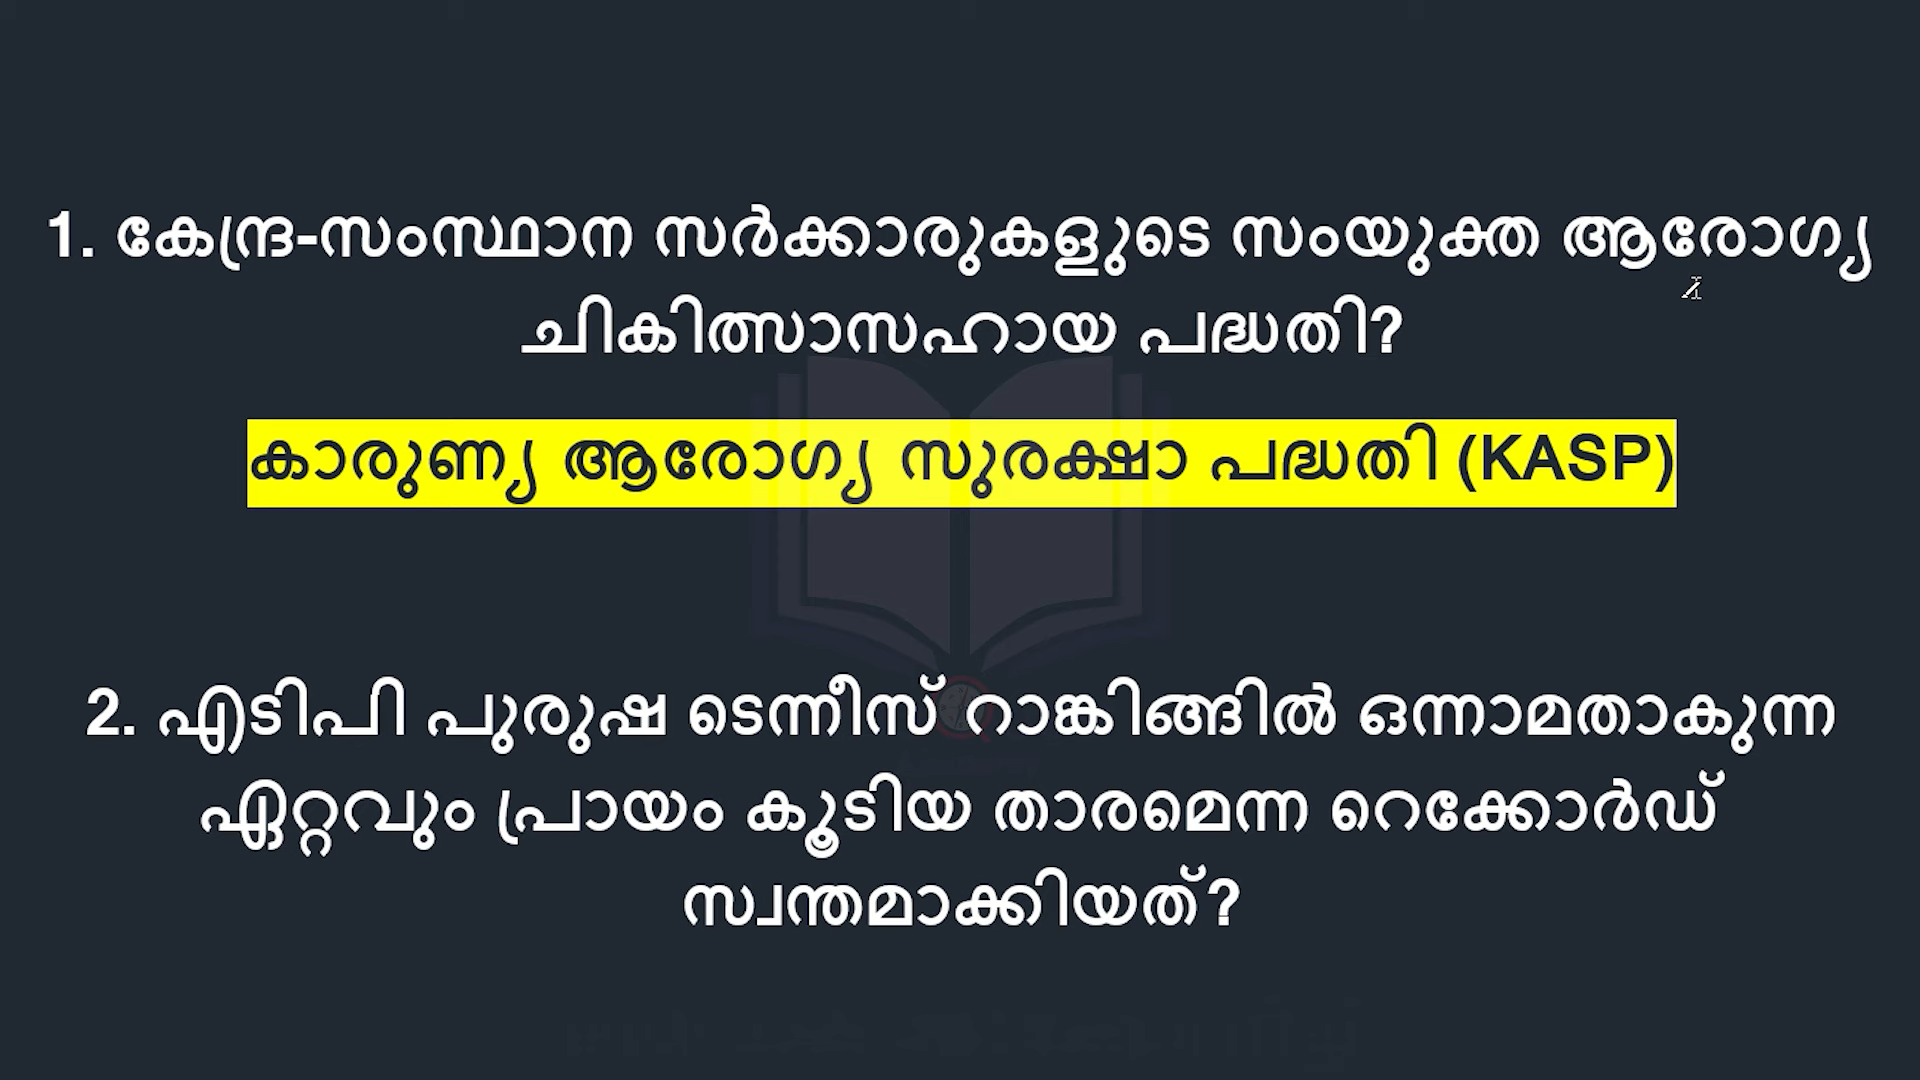 1. കേന്ദ്ര-സംസ്ഥാന സർക്കാരുകളുടെ സംയുക്ത ആരോഗ്യ
ചികിത്സാസഹായ പദ്ധതി?
കാരുണ്യ ആരോഗ്യ സുരക്ഷാ പദ്ധതി (KASP)
2. എടിപി പുരുഷ ടെന്നീസ് റാങ്കിങ്ങിൽ ഒന്നാമതാകുന്ന
ഏറ്റവും പ്രായം കൂടിയ താരമെന്ന റെക്കോർഡ്
സ്വന്തമാക്കിയത്?